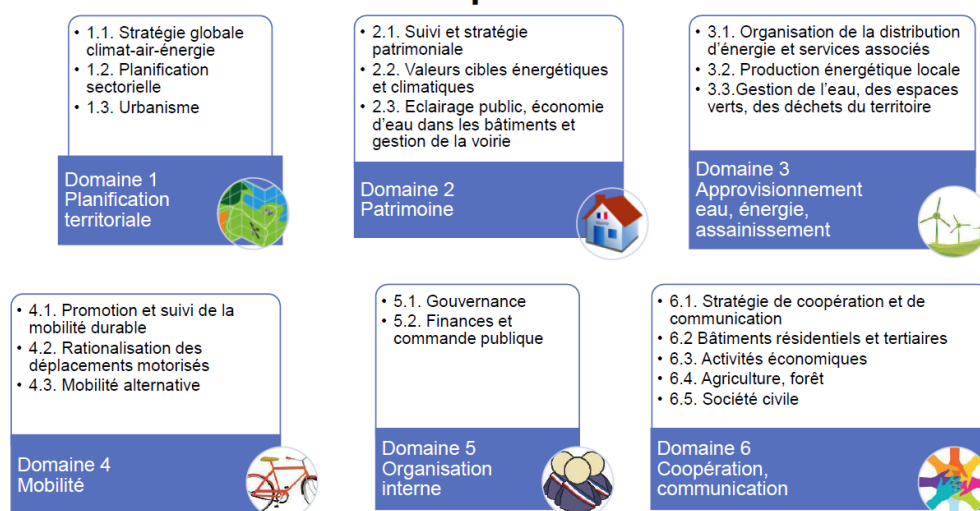 • 1.1. Stratégie globale
climat-air-énergie
• 1.2. Planification
sectorielle
• 1.3. Urbanisme
Domaine 1
Planification
territoriale
• 2.1. Suivi et stratégie
patrimoniale
• 2.2. Valeurs cibles énergétiques
et climatiques
• 2.3. Eclairage public, économie
d'eau dans les bâtiments et
gestion de la voirie
Domaine 2
Patrimoine
• 3.1. Organisation de la distribution
d'énergie et services associés
• 3.2. Production énergétique locale
• 3.3.Gestion de l'eau, des espaces
verts, des déchets du territoire
Domaine 3
Approvisionnement
eau, énergie,
assainissement
• 4.1. Promotion et suivi de la
mobilité durable
• 4.2. Rationalisation des
déplacements motorisés
• 4.3. Mobilité alternative
Domaine 4
Mobilité
• 5.1. Gouvernance
• 5.2. Finances et
commande publique
Domaine 5
Organisation
interne
• 6.1. Stratégie de coopération et de
communication
• 6.2 Bâtiments résidentiels et tertiaires
• 6.3. Activités économiques
• 6.4. Agriculture, forêt
• 6.5. Société civile
Domaine 6
Coopération,
communication